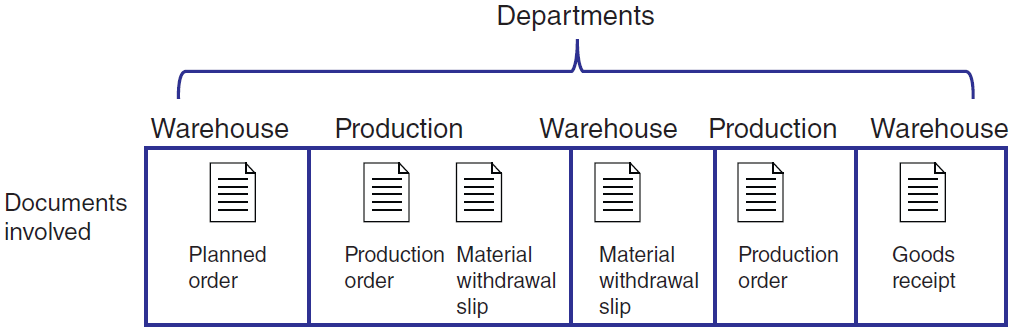 Departments
Warehouse Production Warehouse Production Warehouse
Documents
involved
Planned
order
Production
order
Material
withdrawal
slip
Material
withdrawal
slip
Production
order
Goods
receipt